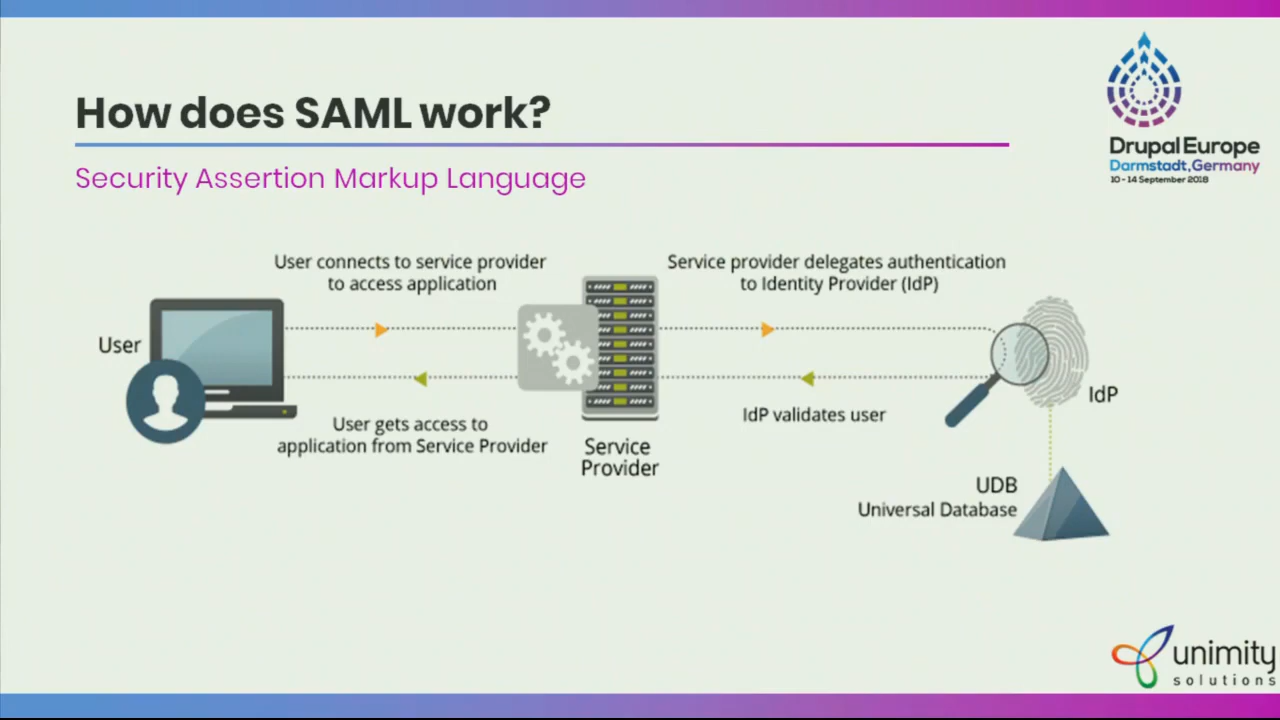 How does SAML work?
Security Assertion Markup Language
Drupal Europe
Darmstadt, Germany
10 - 14 September 2018
User connects to service provider
to access application
Service provider delegates authentication
to Identity Provider (IdP)
User
IdP
User gets access to
application from Service Provider
IdP validates user
Service
Provider
UDB
Universal Database
unimity
solutions